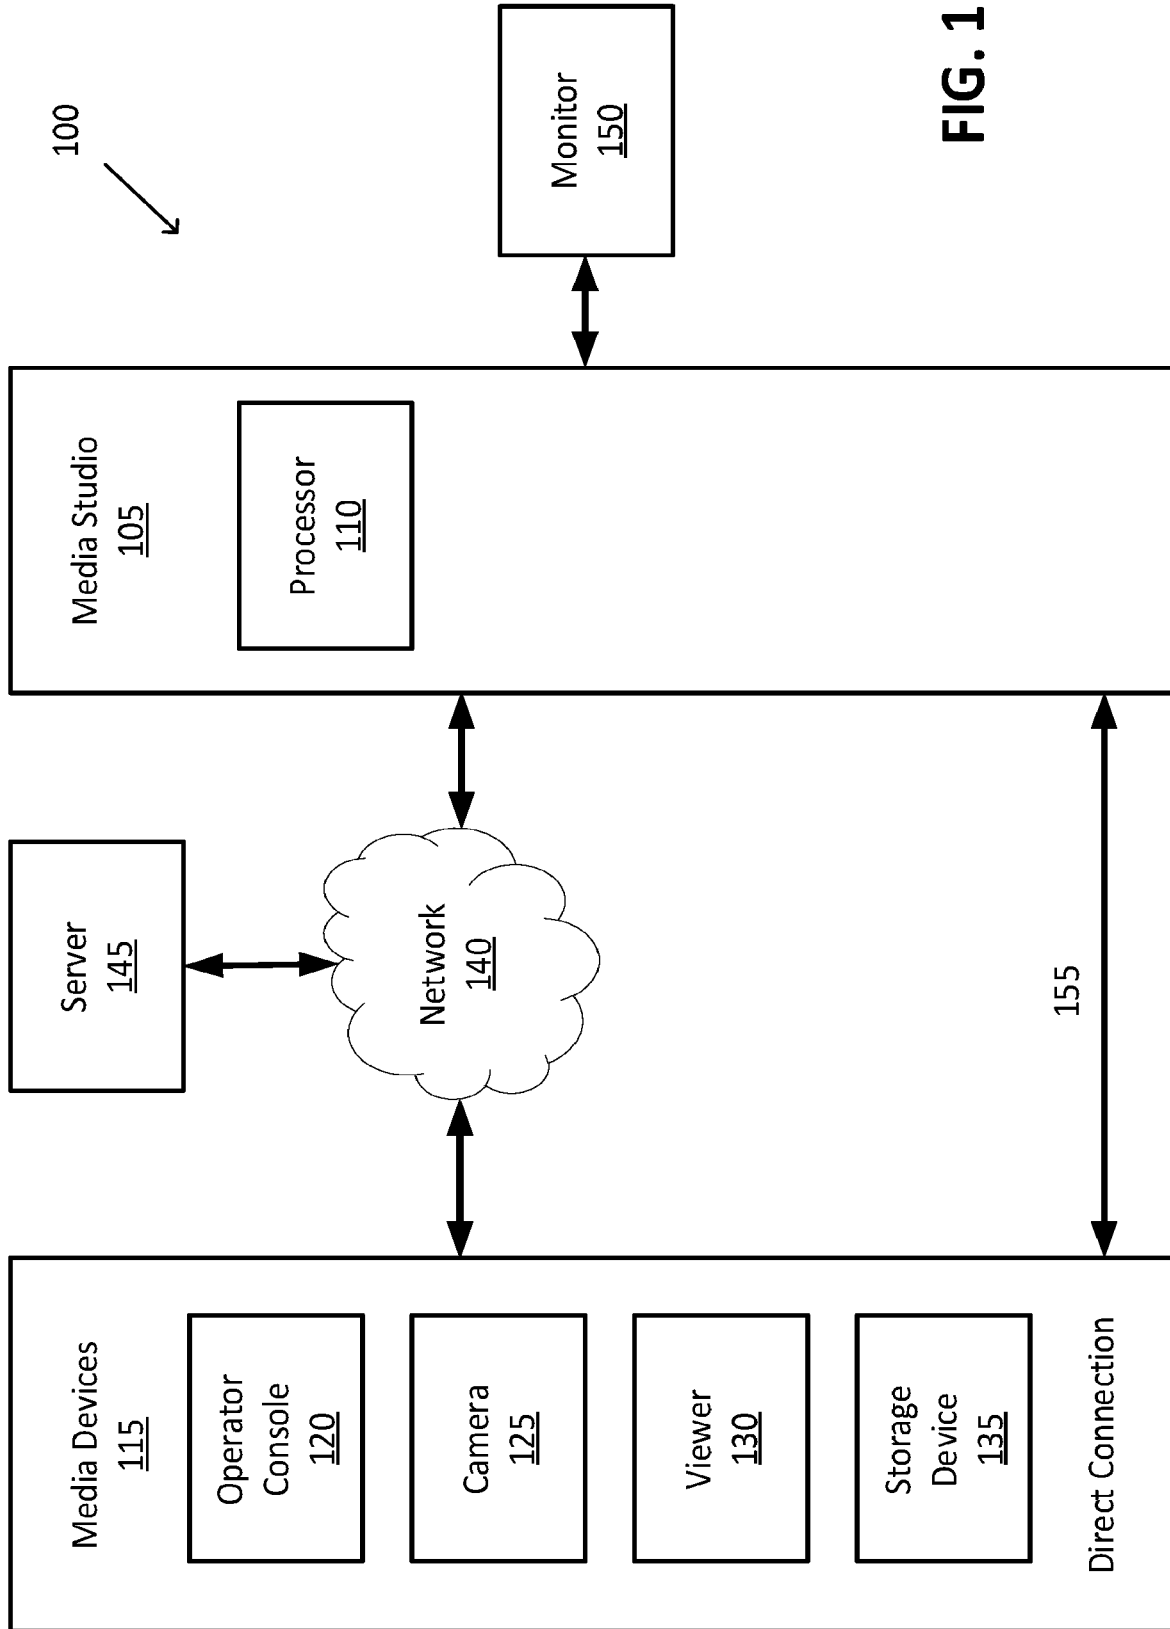 100
Media Devices
115
Operator
Console
120
Camera
125
Viewer
130
Storage
Device
135
Direct Connection
Server
145
Network
140
155
Media Studio
105
Processor
110
Monitor
150
FIG. 1